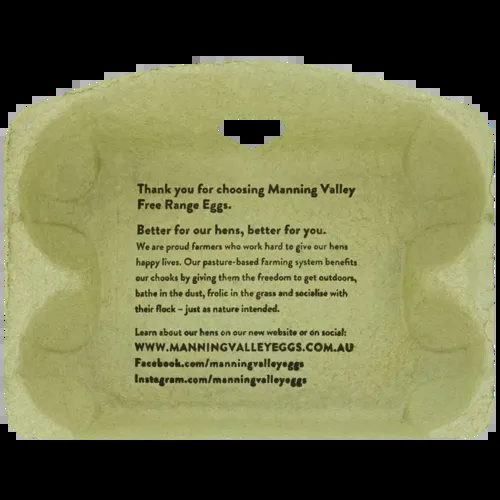 Thank you for choosing Manning Valley
Free Range Eggs.
Better for our hens, better for you.
We are proud farmers who work hard to give our hens
happy lives. Our pasture-based farming system benefits
our chooks by giving them the freedom to get outdoors,
bathe in the dust, frolic in the grass and socialise with
their flock – just as nature intended.
Learn about our hens on our new website or on social:
WWW.MANNINGVALLEYEGGS.COM.AU
Facebook.com/manningvalleyeggs
Instagram.com/manningvalleyeggs